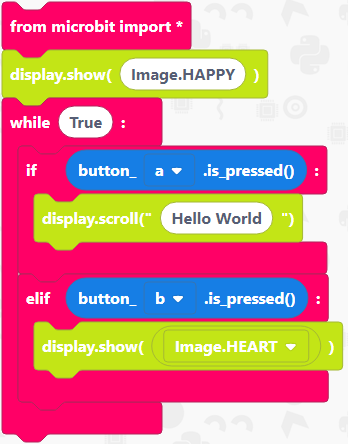 from microbit import *
display.show( Image.HAPPY )
while True :
if button_ a .is_pressed() :
display.scroll(" Hello World ")
elif button_ b .is_pressed() :
display.show( Image.HEART )